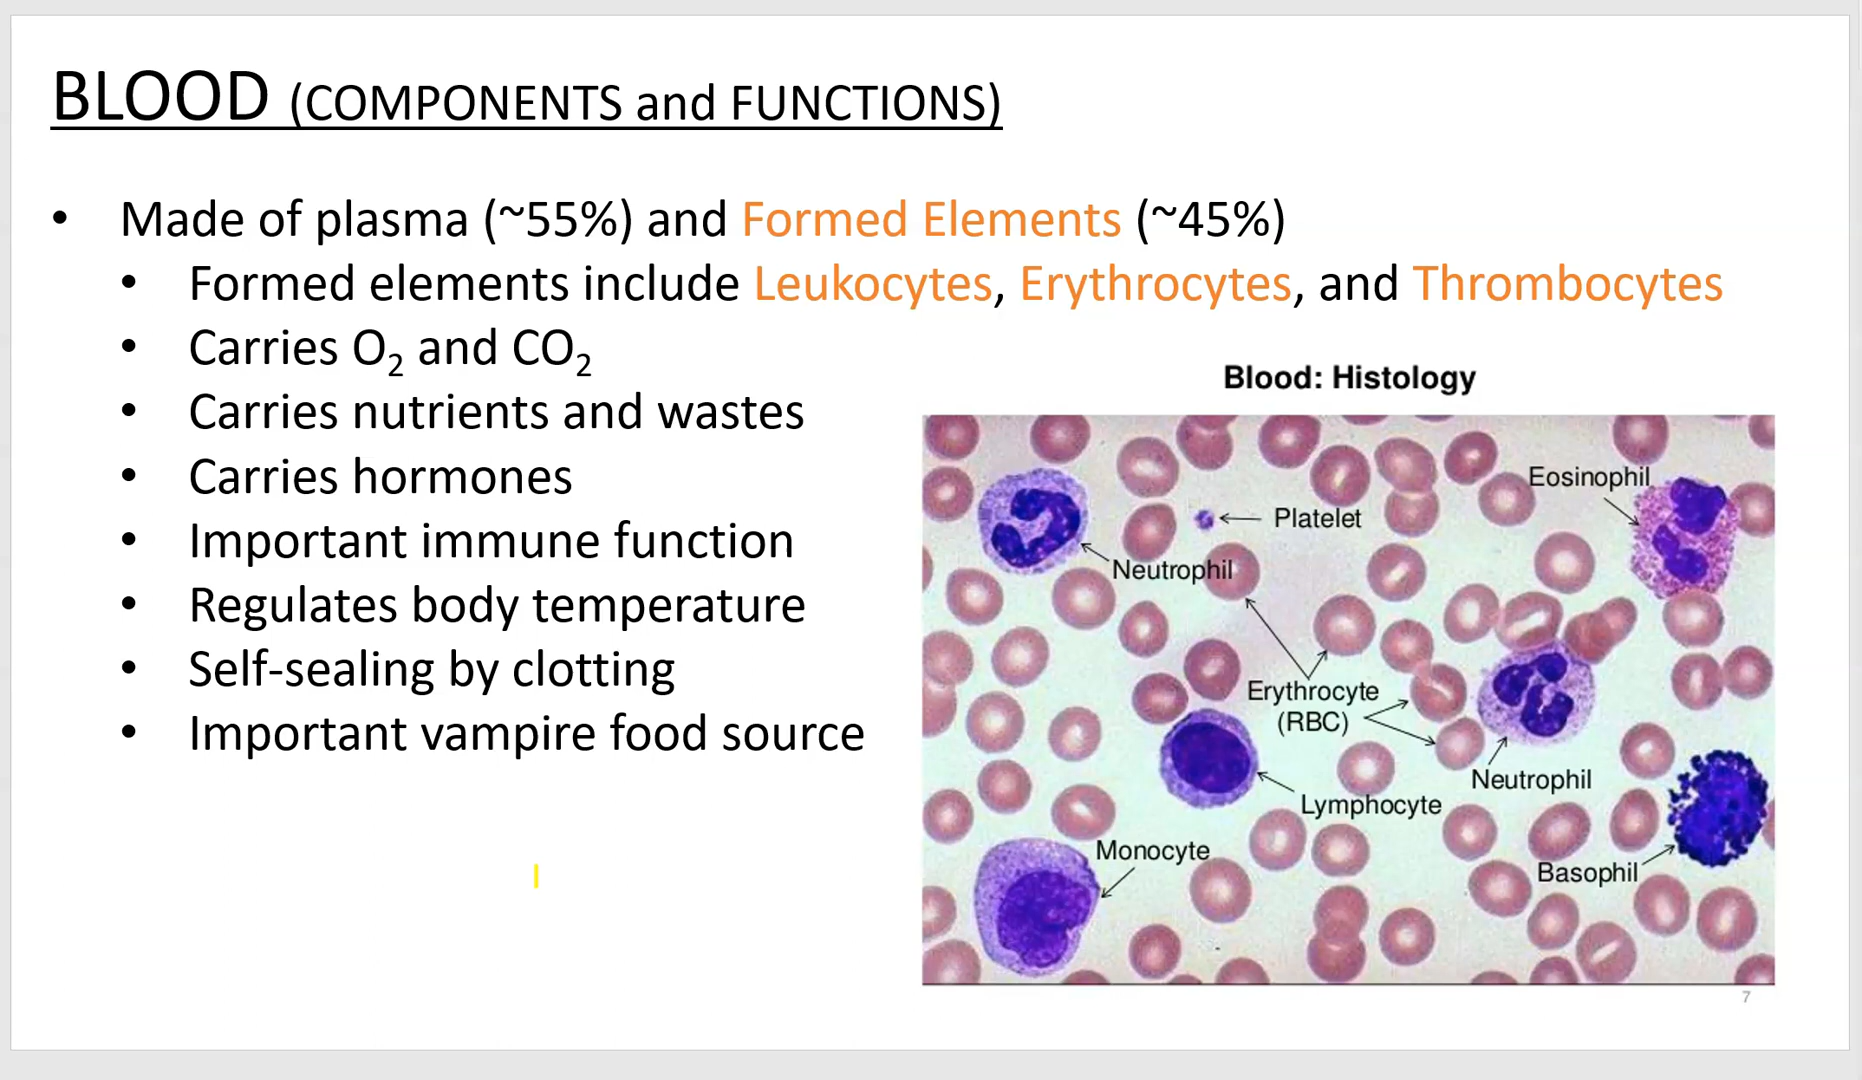 BLOOD (COMPONENTS and FUNCTIONS)
• Made of plasma (~55%) and Formed Elements (~45%)
• Formed elements include Leukocytes, Erythrocytes, and Thrombocytes
• Carries O₂ and CO₂
• Carries nutrients and wastes
• Carries hormones
• Important immune function
• Regulates body temperature
• Self-sealing by clotting
• Important vampire food source
Blood: Histology
Eosinophil
Platelet
Neutrophil
Erythrocyte
(RBC)
Neutrophil
Lymphocyte
Monocyte
Basophil
7